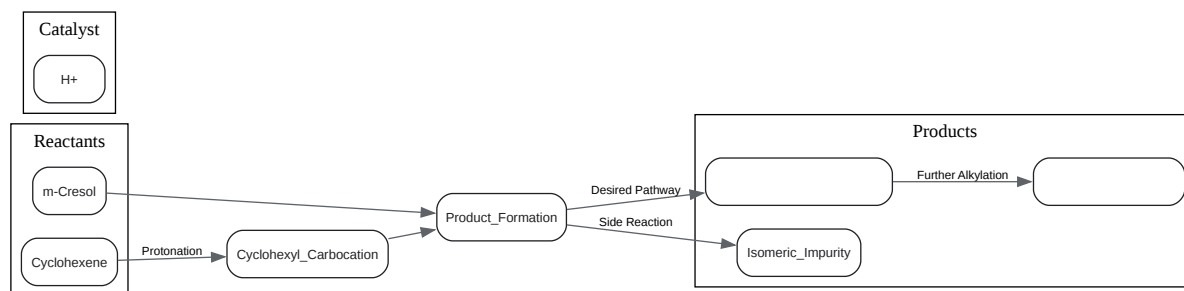 Catalyst
H+
Reactants
m-Cresol
Cyclohexene
Protonation
Cyclohexyl_Carbocation
Product_Formation
Desired Pathway
Side Reaction
Products
Further Alkylation
Isomeric_Impurity